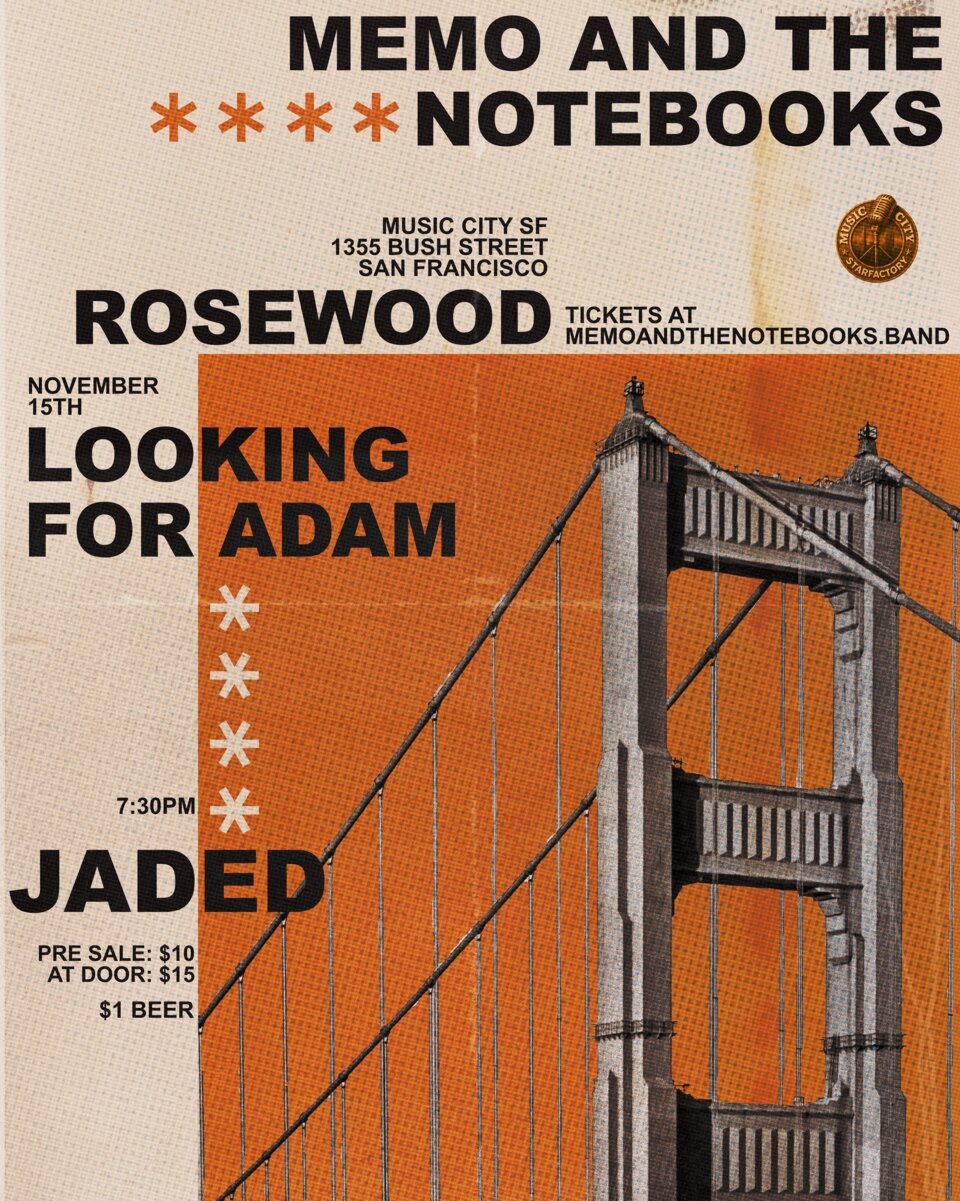 MEMO AND THE
****NOTEBOOKS
MUSIC CITY SF
1355 BUSH STREET
SAN FRANCISCO
MUSIC CITY
STARFACTORY
ROSEWOOD
TICKETS AT
MEMOANDTHENOTEBOOKS.BAND
NOVEMBER
15TH
LOOKING
FOR ADAM
*
*
*
7:30PM *
JADED
PRE SALE: $10
AT DOOR: $15
$1 BEER